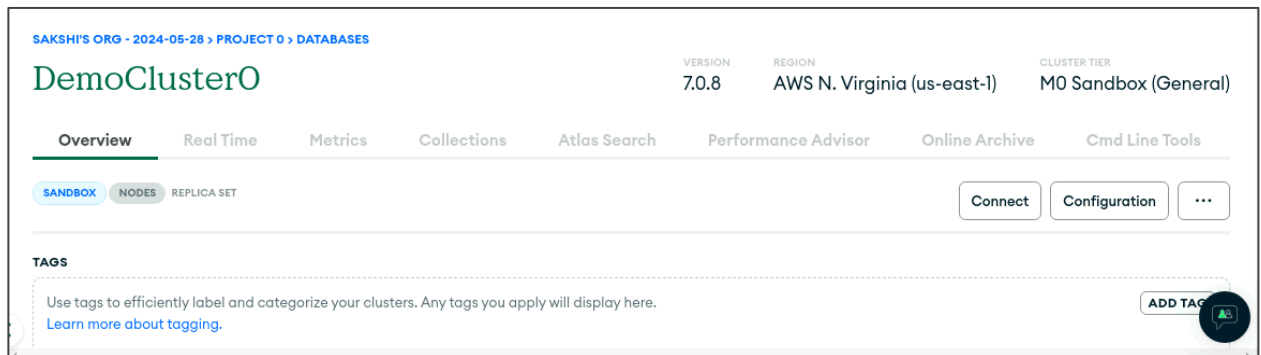 SAKSHI'S ORG - 2024-05-28 > PROJECT 0 > DATABASES
DemoCluster0
VERSION
7.0.8
REGION
AWS N. Virginia (us-east-1)
CLUSTER TIER
M0 Sandbox (General)
Overview Real Time Metrics Collections Atlas Search Performance Advisor Online Archive Cmd Line Tools
SANDBOX NODES REPLICA SET
Connect Configuration ...
TAGS
Use tags to efficiently label and categorize your clusters. Any tags you apply will display here.
ADD TAG
Learn more about tagging.